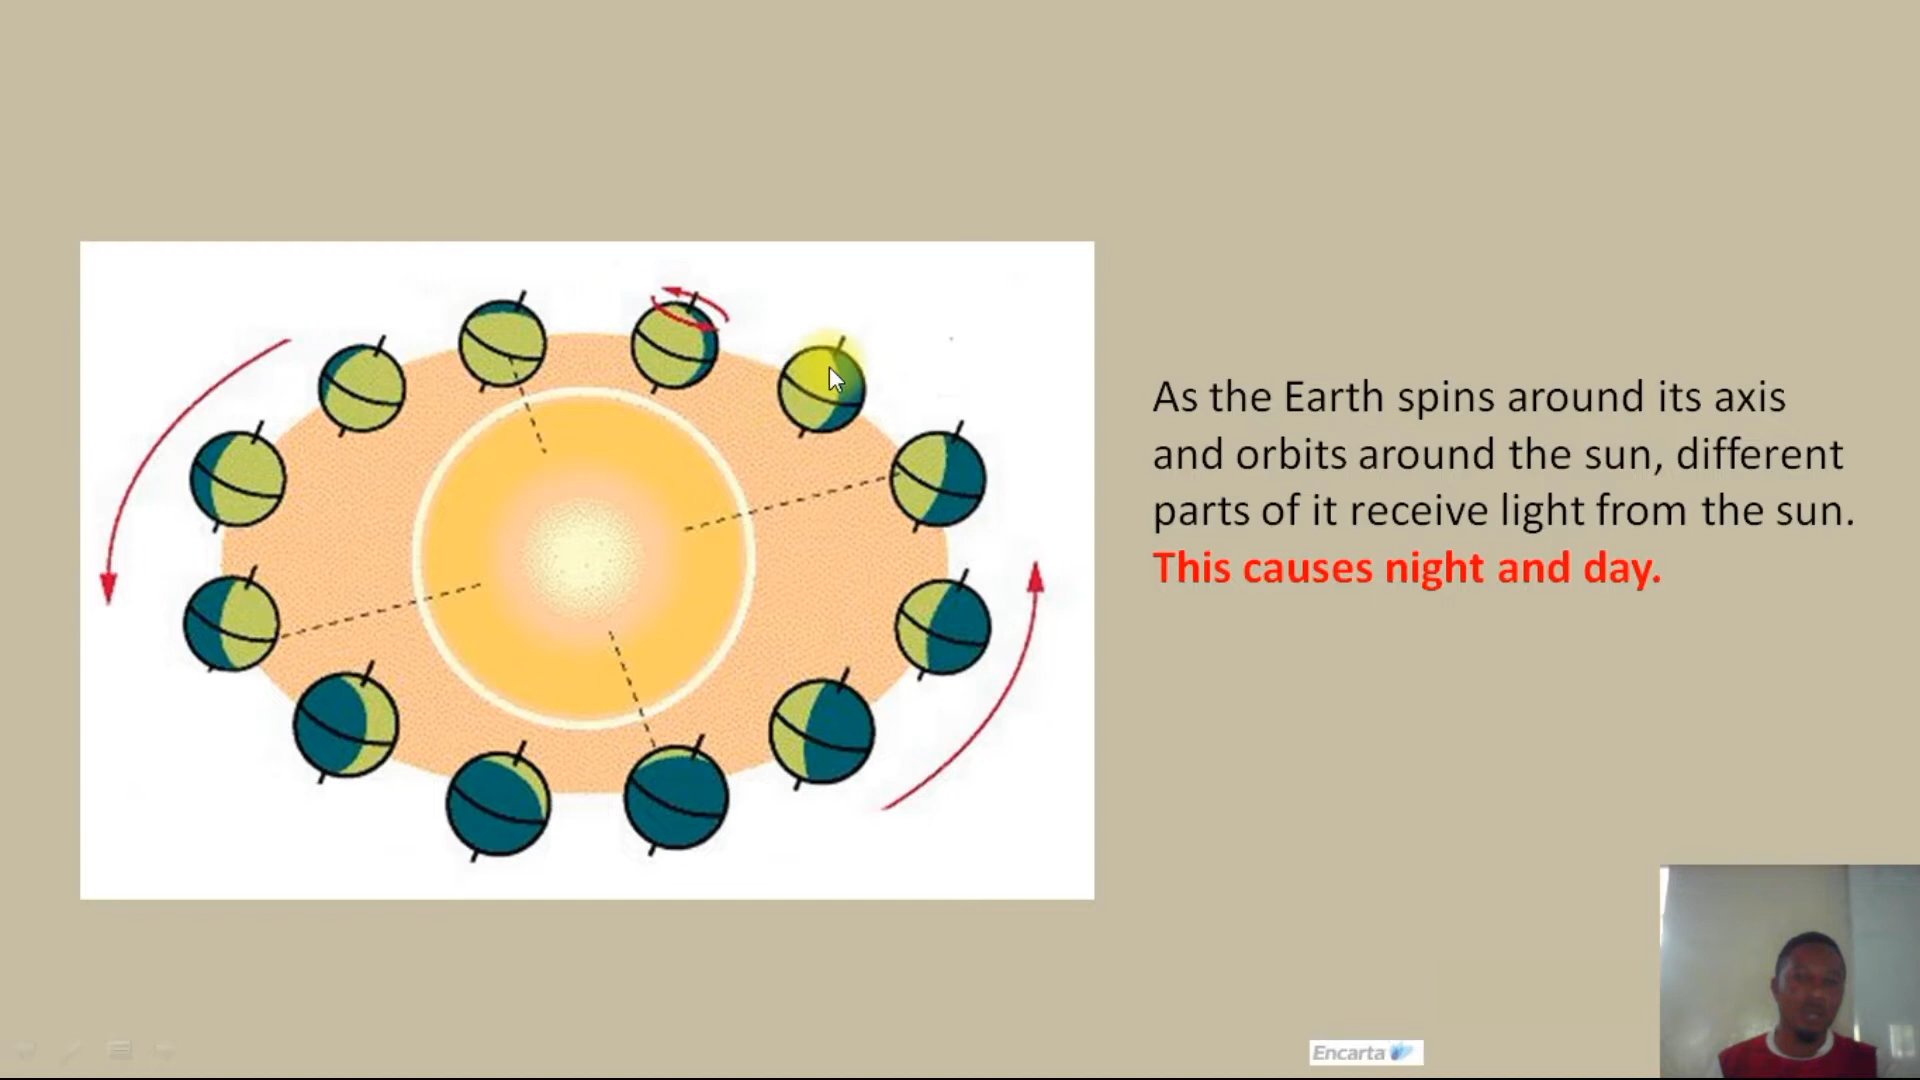 As the Earth spins around its axis
and orbits around the sun, different
parts of it receive light from the sun.
This causes night and day.
Encarta